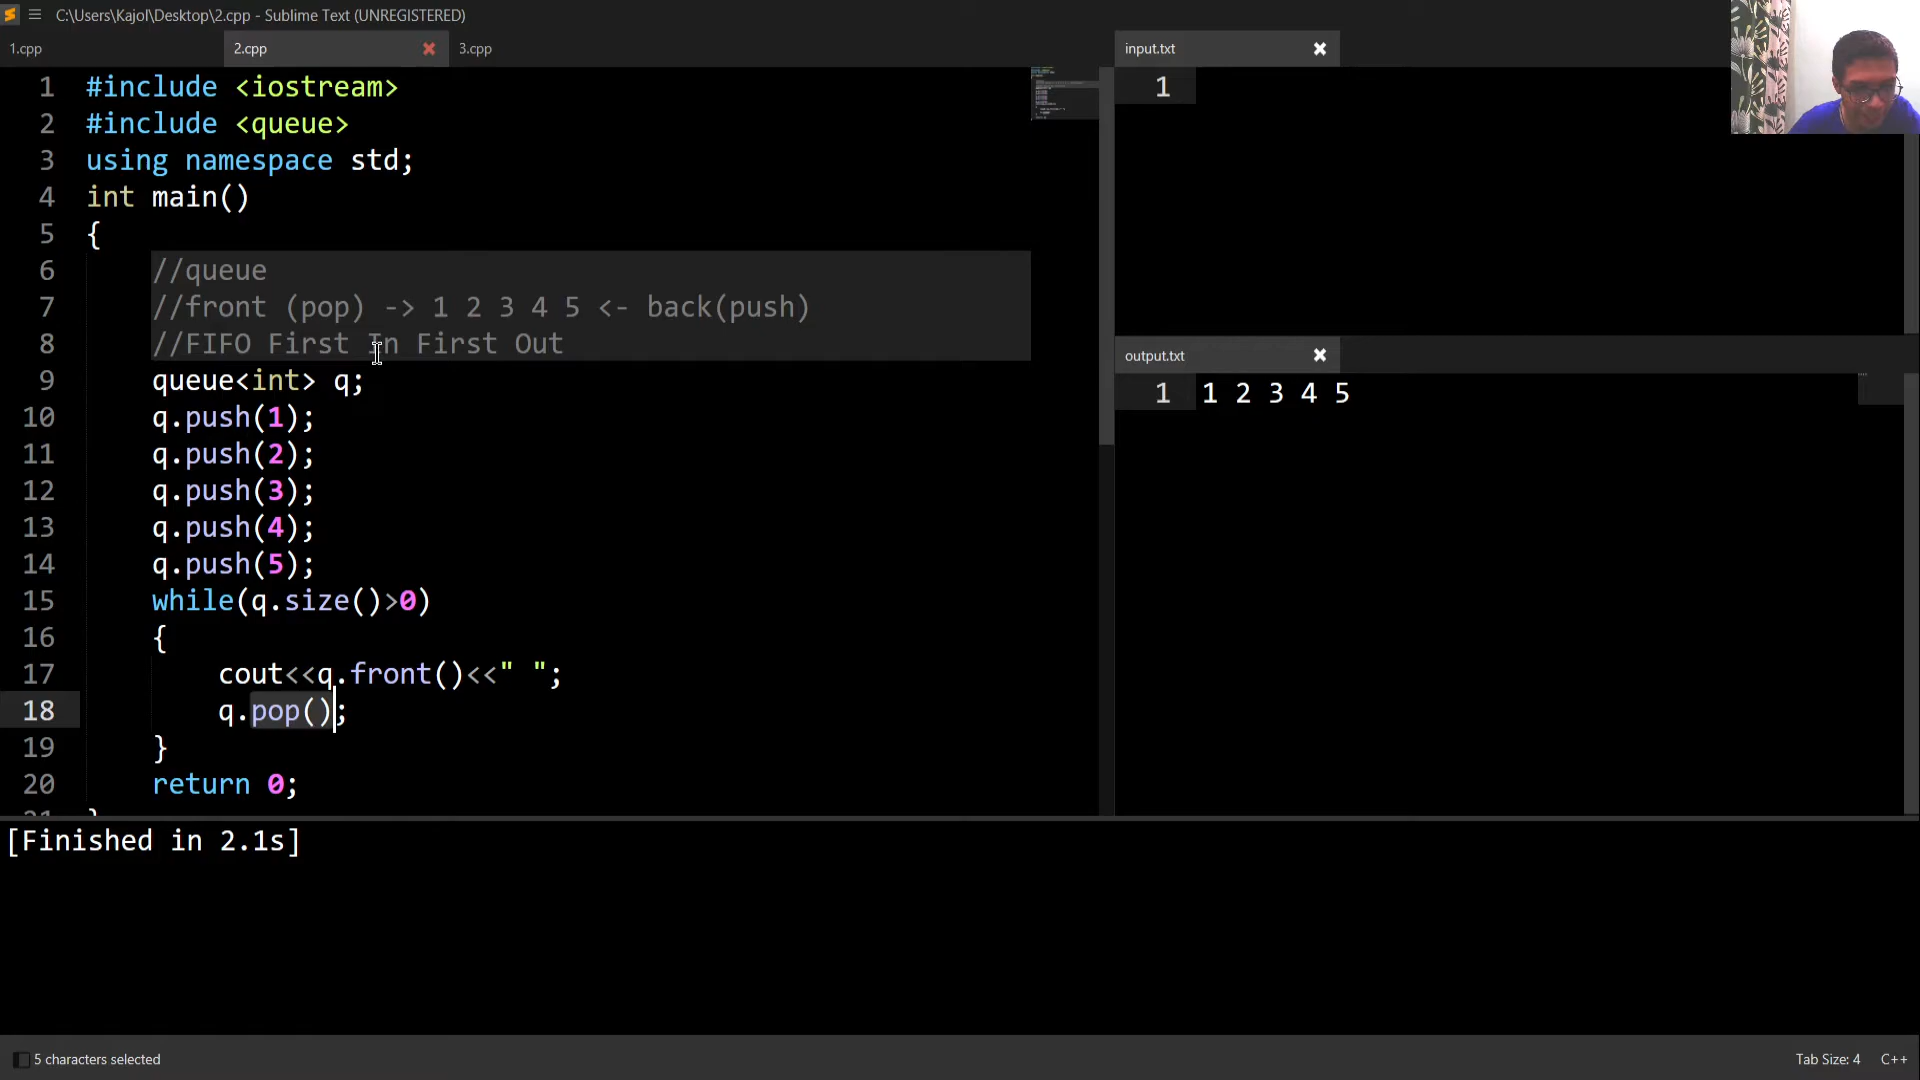 C:\Users\Kajol\Desktop\2.cpp - Sublime Text (UNREGISTERED)
1.cpp
2.cpp
3.cpp
1 #include <iostream>
2 #include <queue>
3 using namespace std;
4 int main()
5 {
6 //queue
7 //front (pop) -> 1 2 3 4 5 <- back(push)
8 //FIFO First In First Out
9 queue<int> q;
10 q.push(1);
11 q.push(2);
12 q.push(3);
13 q.push(4);
14 q.push(5);
15 while(q.size()>0)
16 {
17 cout<<q.front()<<" ";
18 q.pop();
19 }
20 return 0;
21 }
input.txt
1
output.txt
1 1 2 3 4 5
[Finished in 2.1s]
5 characters selected
Tab Size: 4
C++